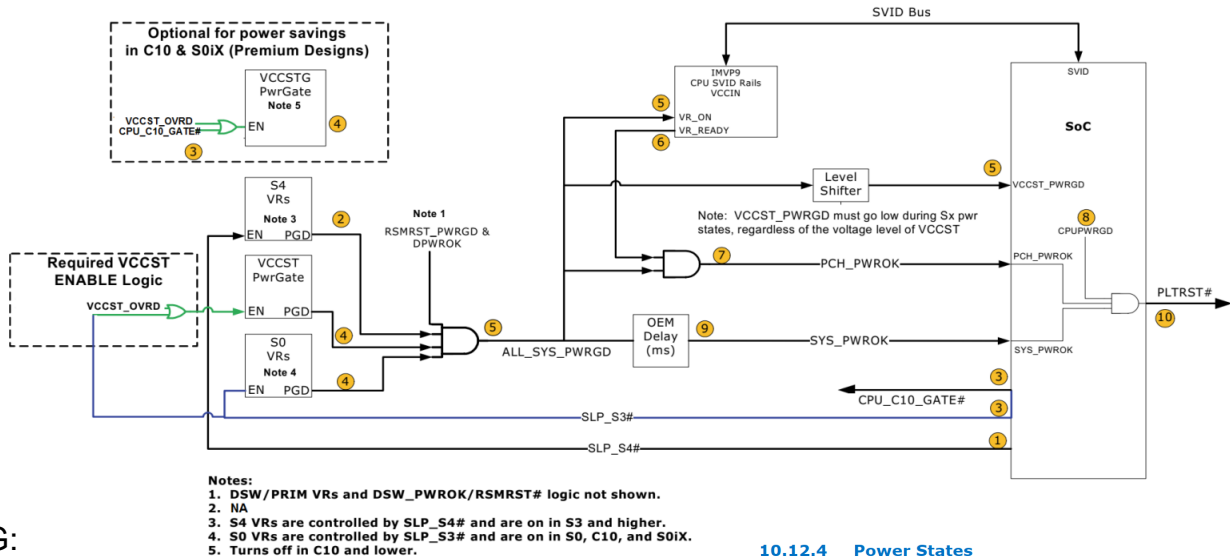 SVID Bus
Optional for power savings
in C10 & S0iX (Premium Designs)
VCCSTG
PwrGate
Note 5
VCCST_OVRD
CPU_C10_GATE#
EN
4
3
IMVP9
CPU SVID Rails
VCCIN
5
VR_ON
VR_READY
6
SVID
SoC
Level
Shifter
5
VCCST_PWRGD
Note: VCCST_PWRGD must go low during Sx pwr
states, regardless of the voltage level of VCCST
8
CPUPWRGD
S4
VRs
Note 3
EN PGD
2
Note 1
RSMRST_PWRGD &
DPWROK
Required VCCST
ENABLE Logic
VCCST_OVRD
VCCST
PwrGate
EN PGD
4
7
PCH_PWROK
PCH_PWROK
PLTRST#
10
S0
VRs
Note 4
EN PGD
4
5
ALL_SYS_PWRGD
OEM
Delay
(ms)
9
SYS_PWROK
SYS_PWROK
3
CPU_C10_GATE#
3
SLP_S3#
1
SLP_S4#
Notes:
1. DSW/PRIM VRs and DSW_PWROK/RSMRST# logic not shown.
2. NA
3. S4 VRs are controlled by SLP_S4# and are on in S3 and higher.
4. S0 VRs are controlled by SLP_S3# and are on in S0, C10, and S0iX.
5. Turns off in C10 and lower.
G:
10.12.4 Power States